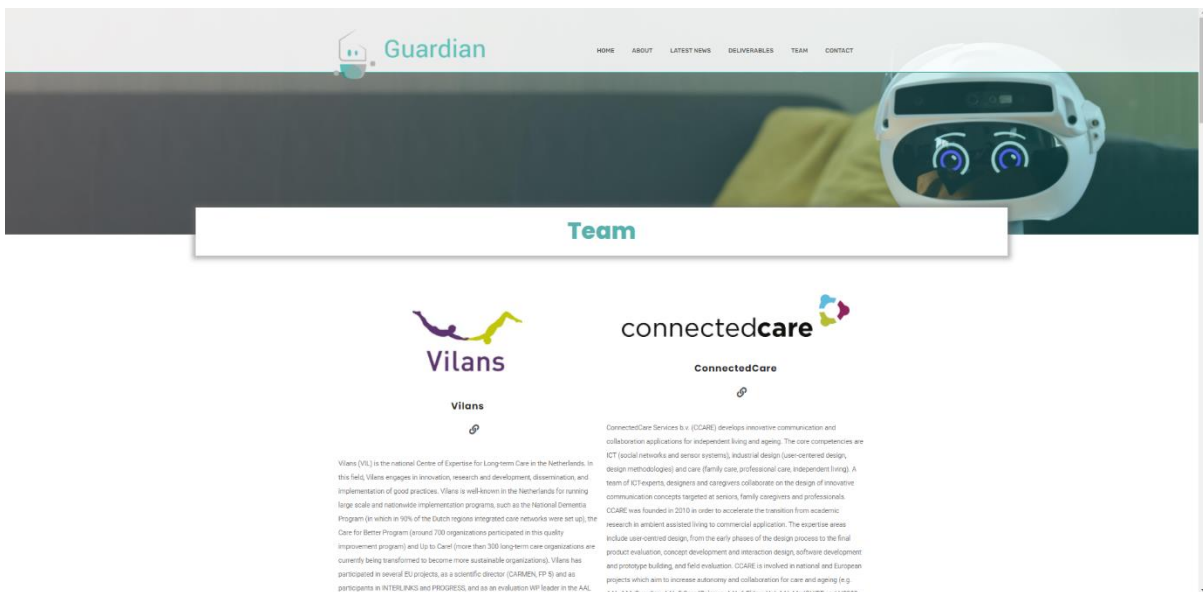 Guardian
HOME ABOUT LATEST NEWS DELIVERABLES TEAM CONTACT
Team
Vilans
Vilans
Vilans (VIL) is the national Centre of Expertise for Long-term Care in the Netherlands. In
this field, Vilans engages in innovation, research and development, dissemination, and
implementation of good practices. Vilans is well-known in the Netherlands for running
large scale and nationwide implementation programs, such as the National Dementia
Program (in which in 90% of the Dutch regions integrated care networks were set up), the
Care for Better Program (around 700 organizations participated in this quality
improvement program) and Up to Care! (more than 300 long-term care organizations are
currently being transformed to become more sustainable organizations). Vilans has
participated in several EU projects, as a scientific director (CARMEN, FP 5) and as
participants in INTERLINKS and PROGRESS, and as an evaluation WP leader in the AAL
connectedcare
ConnectedCare
ConnectedCare Services b.v. (CCARE) develops innovative communication and
collaboration applications for independent living and ageing. The core competencies are
ICT (social networks and sensor systems), industrial design (user-centered design,
design methodologies) and care (family care, professional care, independent living). A
team of ICT-experts, designers and caregivers collaborate on the design of innovative
communication concepts targeted at seniors, family caregivers and professionals.
CCARE was founded in 2010 in order to accelerate the transition from academic
research in ambient assisted living to commercial application. The expertise areas
include user-centred design, from the early phases of the design process to the final
product evaluation, concept development and interaction design, software development
and prototype building, and field evaluation. CCARE is involved in national and European
projects which aim to increase autonomy and collaboration for care and ageing (e.g.